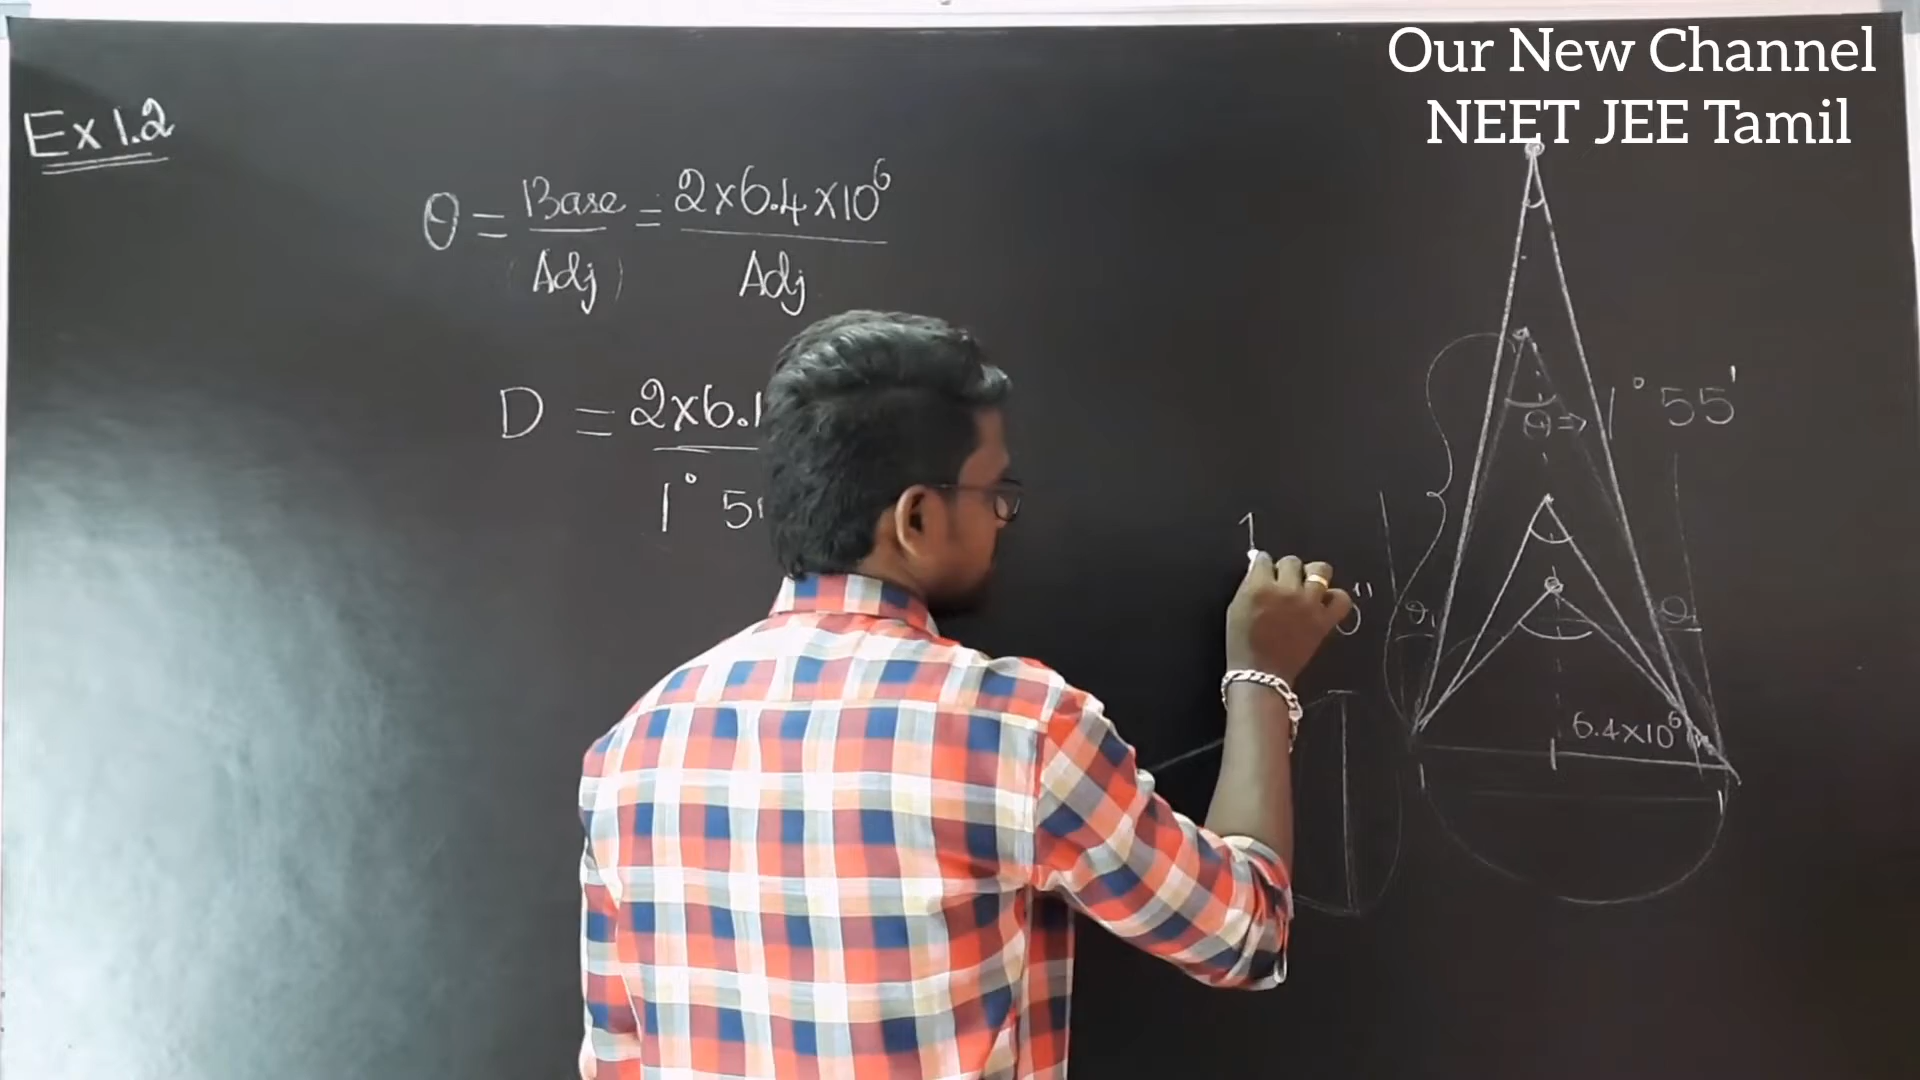 Our New Channel
NEET JEE Tamil
Ex 1.2
θ = Base / Adj = 2×6.4×10⁶ / Adj
D = 2×6.
1° 5
θ ⇒ 1° 55'
1
"
θ₁
6.4×10⁶ m